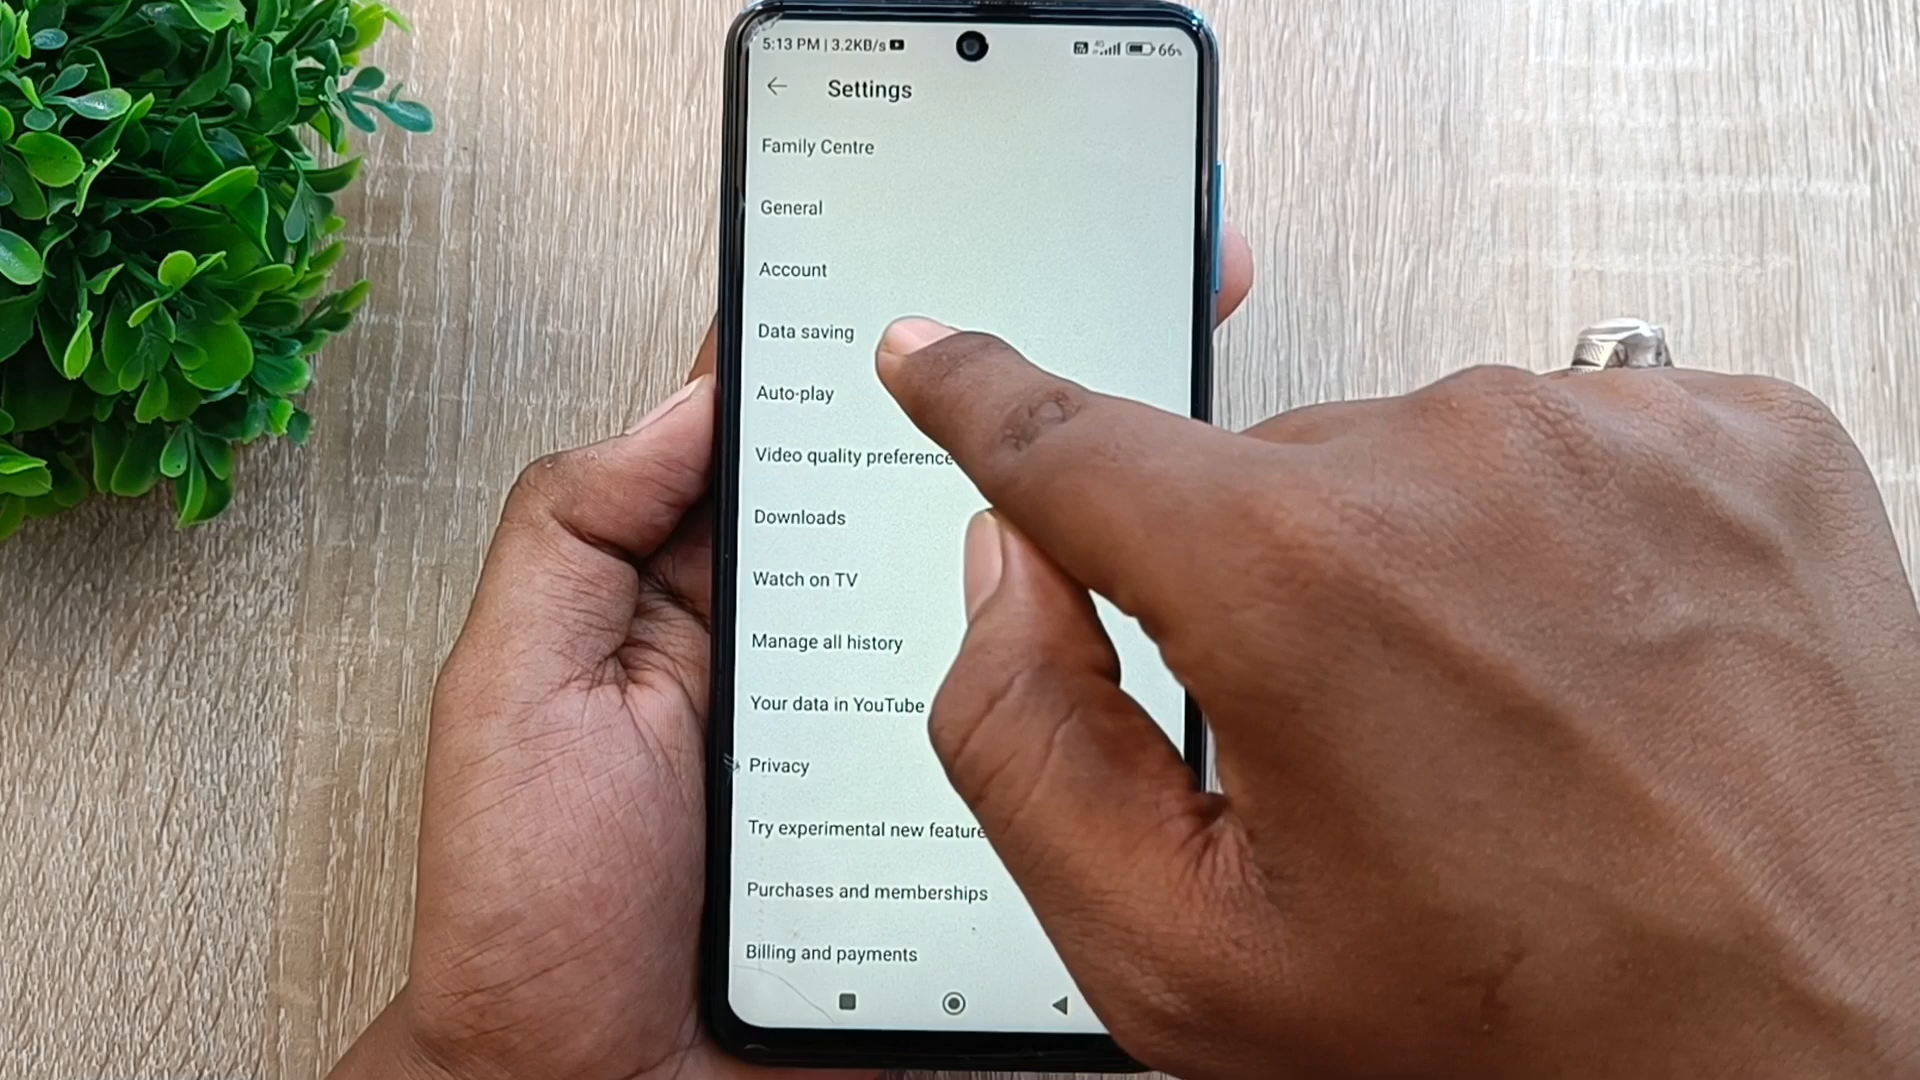 5:13 PM | 3.2KB/s
4G 66%
Settings
Family Centre
General
Account
Data saving
Auto-play
Video quality preference
Downloads
Watch on TV
Manage all history
Your data in YouTube
Privacy
Try experimental new feature
Purchases and memberships
Billing and payments